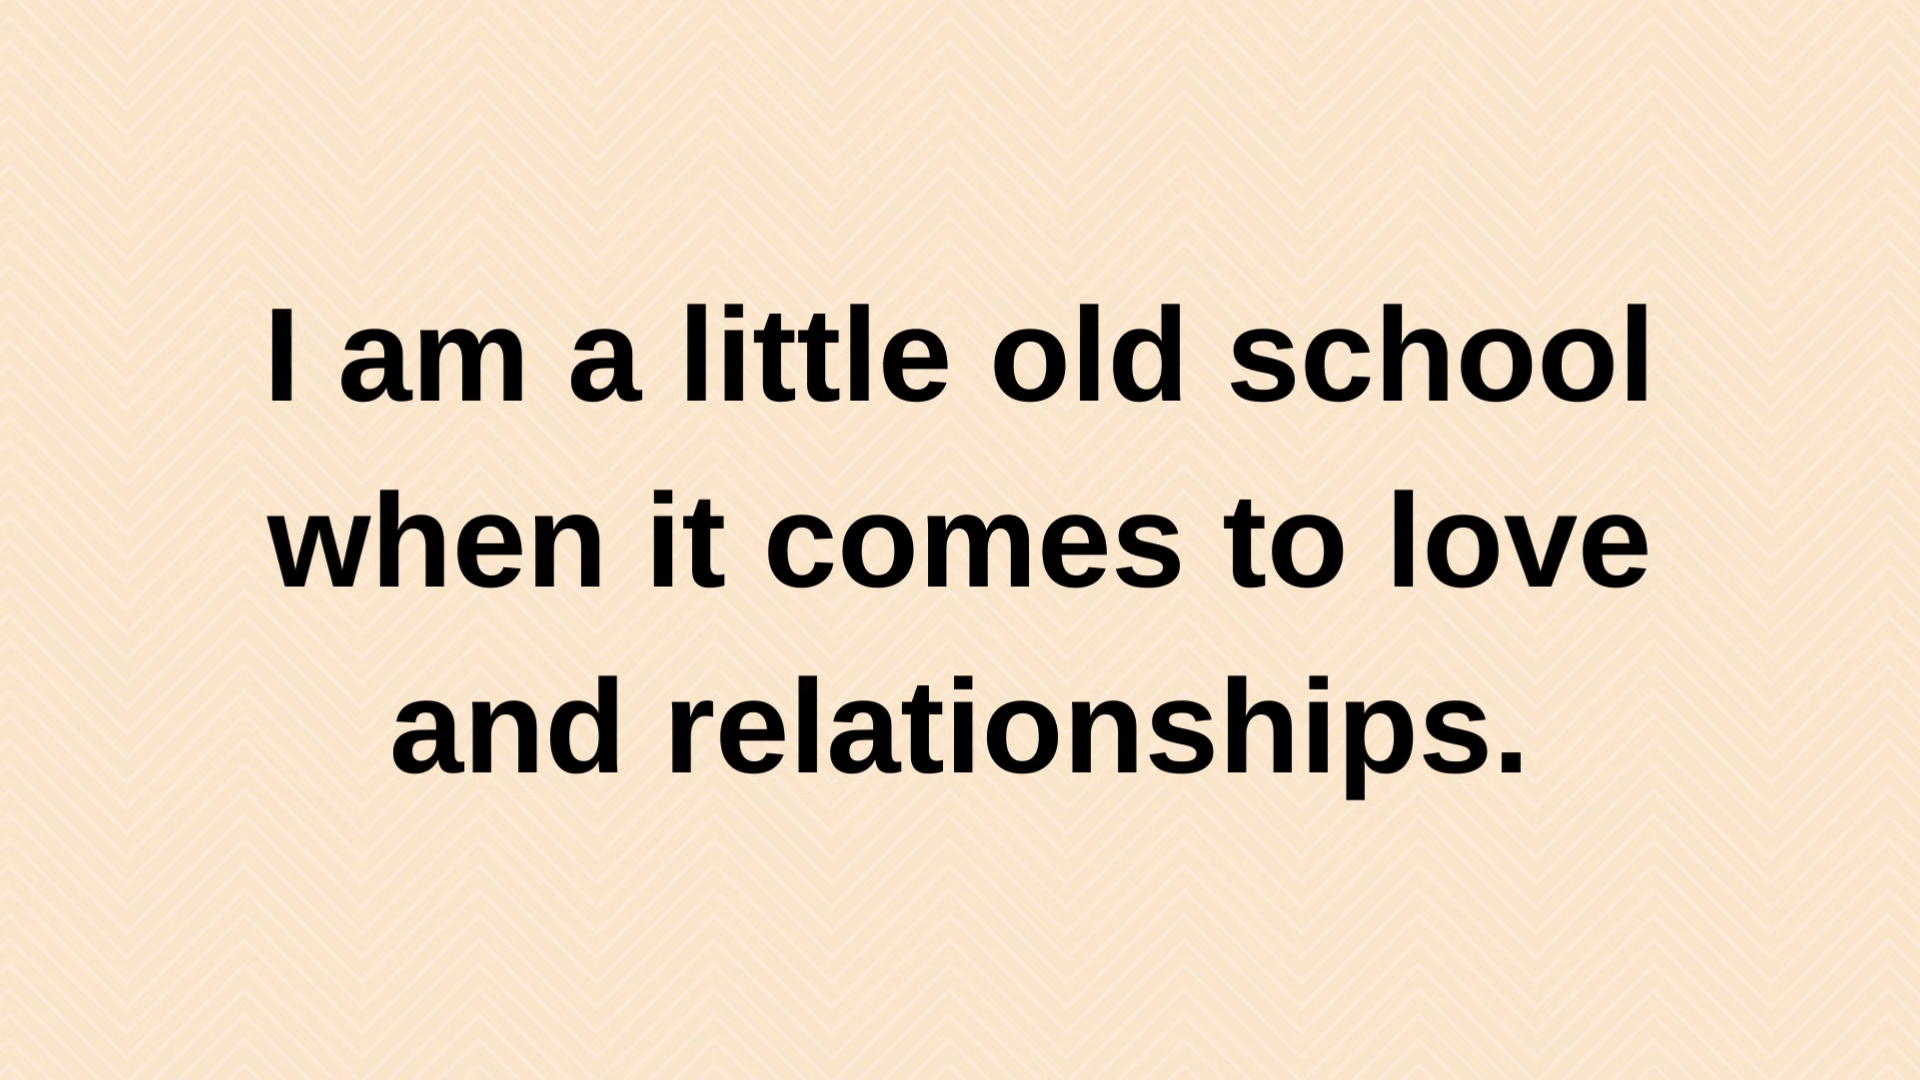 I am a little old school
when it comes to love
and relationships.